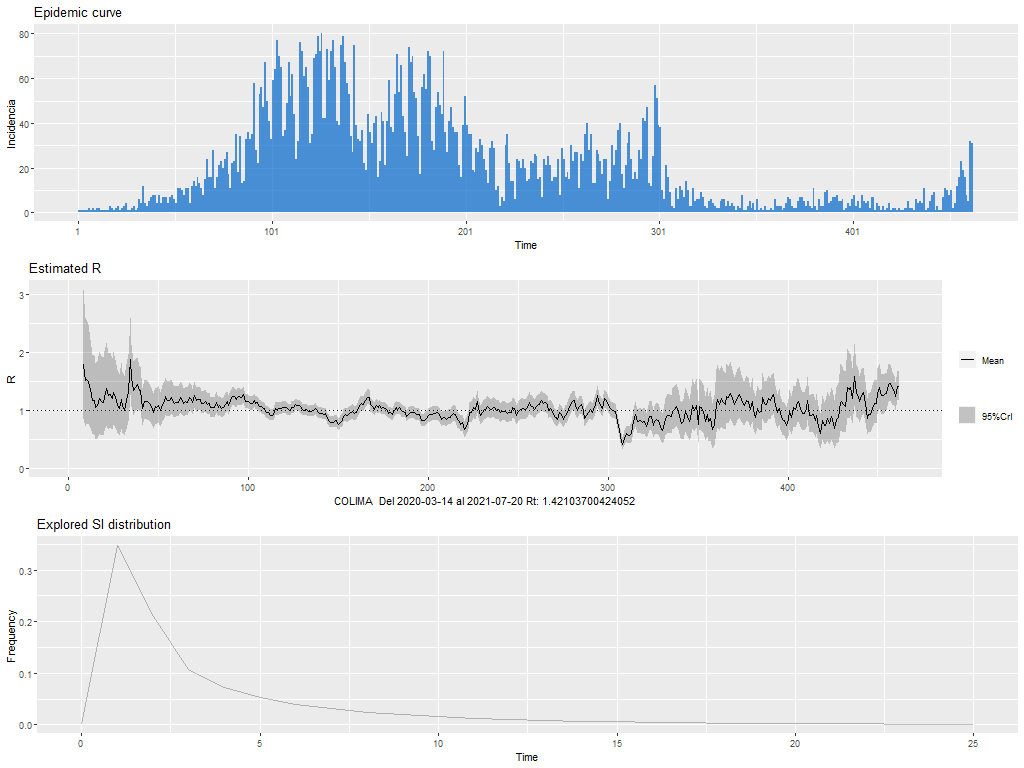 Epidemic curve
80
60
40
20
0
Incidencia
1
101
201
301
401
Time
Estimated R
3
2
1
0
R
Mean
95%CrI
0
100
200
300
400
COLIMA Del 2020-03-14 al 2021-07-20 Rt: 1.42103700424052
Explored SI distribution
0.3
0.2
0.1
0.0
Frequency
0
5
10
15
20
25
Time